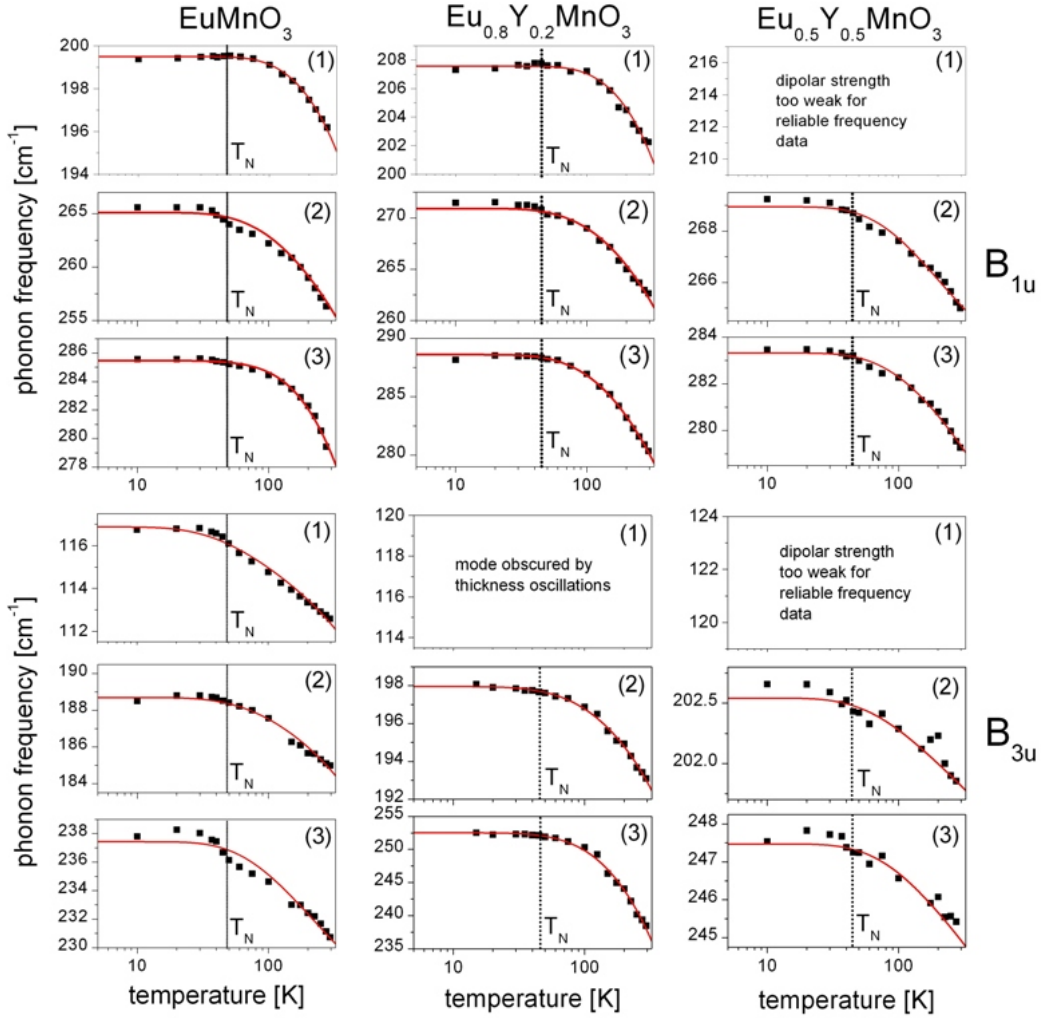 EuMnO3
Eu0.8Y0.2MnO3
Eu0.5Y0.5MnO3
phonon frequency [cm-1]
200
198
196
194
(1)
TN
208
206
204
202
200
(1)
TN
216
214
212
210
(1)
dipolar strength
too weak for
reliable frequency
data
265
260
255
(2)
TN
270
265
260
(2)
TN
268
266
(2)
TN
B1u
286
284
282
280
278
(3)
TN
10
100
290
285
280
(3)
TN
10
100
284
282
280
(3)
TN
10
100
phonon frequency [cm-1]
116
112
(1)
TN
120
118
116
114
(1)
mode obscured by
thickness oscillations
124
122
120
(1)
dipolar strength
too weak for
reliable frequency
data
190
188
186
184
(2)
TN
198
196
194
192
(2)
TN
202.5
202.0
(2)
TN
B3u
238
236
234
232
230
(3)
TN
10
100
255
250
245
240
235
(3)
TN
10
100
248
247
246
245
(3)
TN
10
100
temperature [K]
temperature [K]
temperature [K]